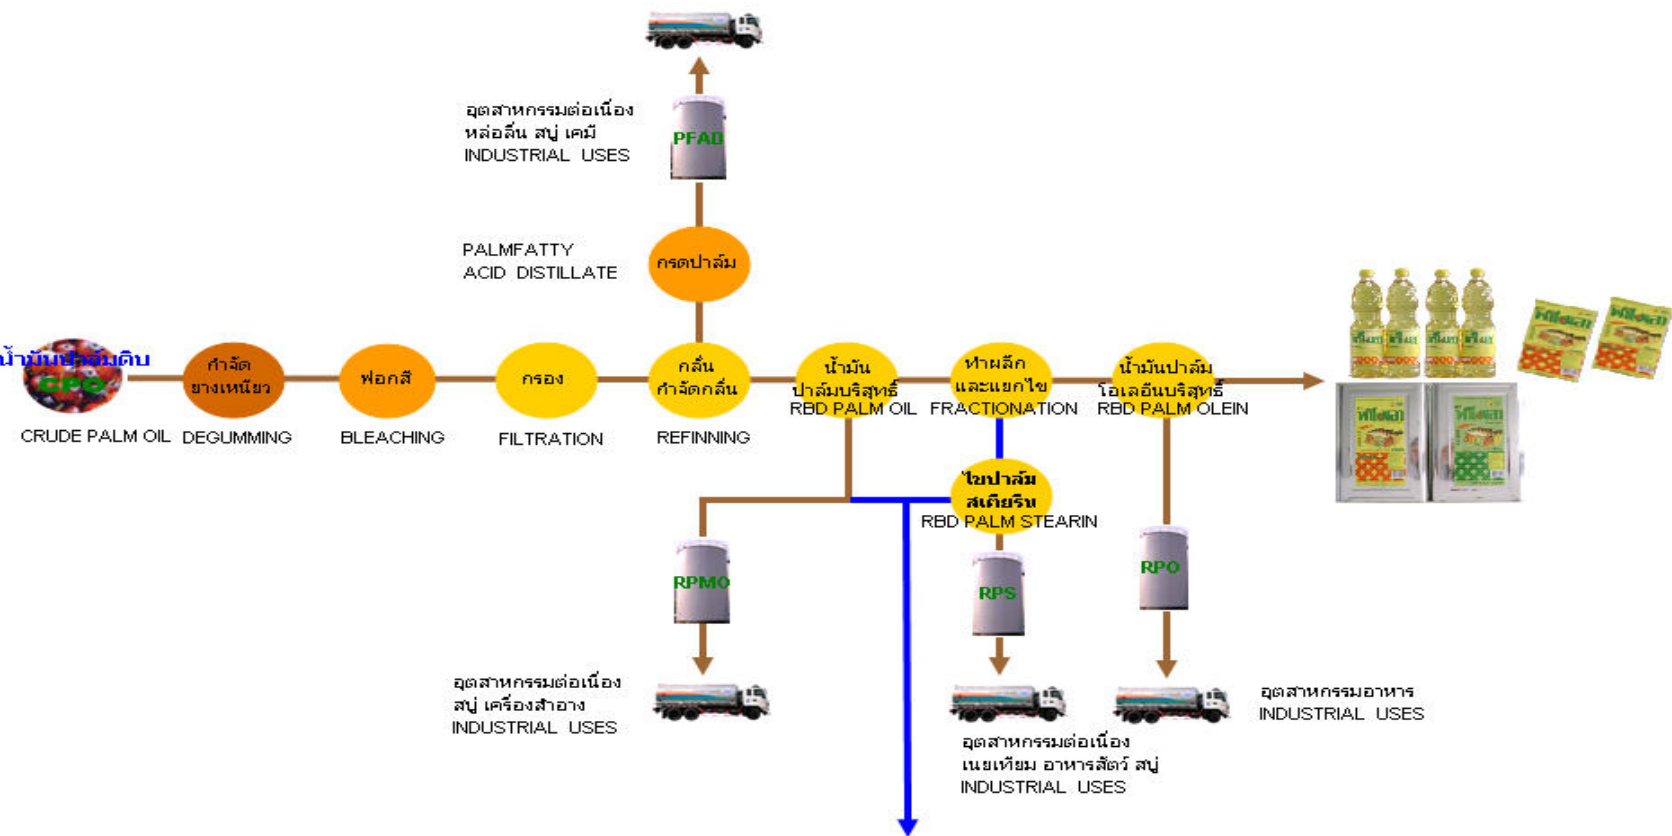 อุตสาหกรรมต่อเนื่อง
หล่อลื่น สบู่ เคมี
INDUSTRIAL USES
PFAD
PALMFATTY
ACID DISTILLATE
กรดปาล์ม
น้ำมันปาล์มดิบ
CPO
CRUDE PALM OIL
กำจัด
ยางเหนียว
DEGUMMING
ฟอกสี
BLEACHING
กรอง
FILTRATION
กลั่น
กำจัดกลิ่น
REFINNING
น้ำมัน
ปาล์มบริสุทธิ์
RBD PALM OIL
ทำผลึก
และแยกไข
FRACTIONATION
น้ำมันปาล์ม
โอเลอีนบริสุทธิ์
RBD PALM OLEIN
ไขปาล์ม
สเตียรีน
RBD PALM STEARIN
RPMO
RPS
RPO
อุตสาหกรรมต่อเนื่อง
สบู่ เครื่องสำอาง
INDUSTRIAL USES
อุตสาหกรรมต่อเนื่อง
เนยเทียม อาหารสัตว์ สบู่
INDUSTRIAL USES
อุตสาหกรรมอาหาร
INDUSTRIAL USES